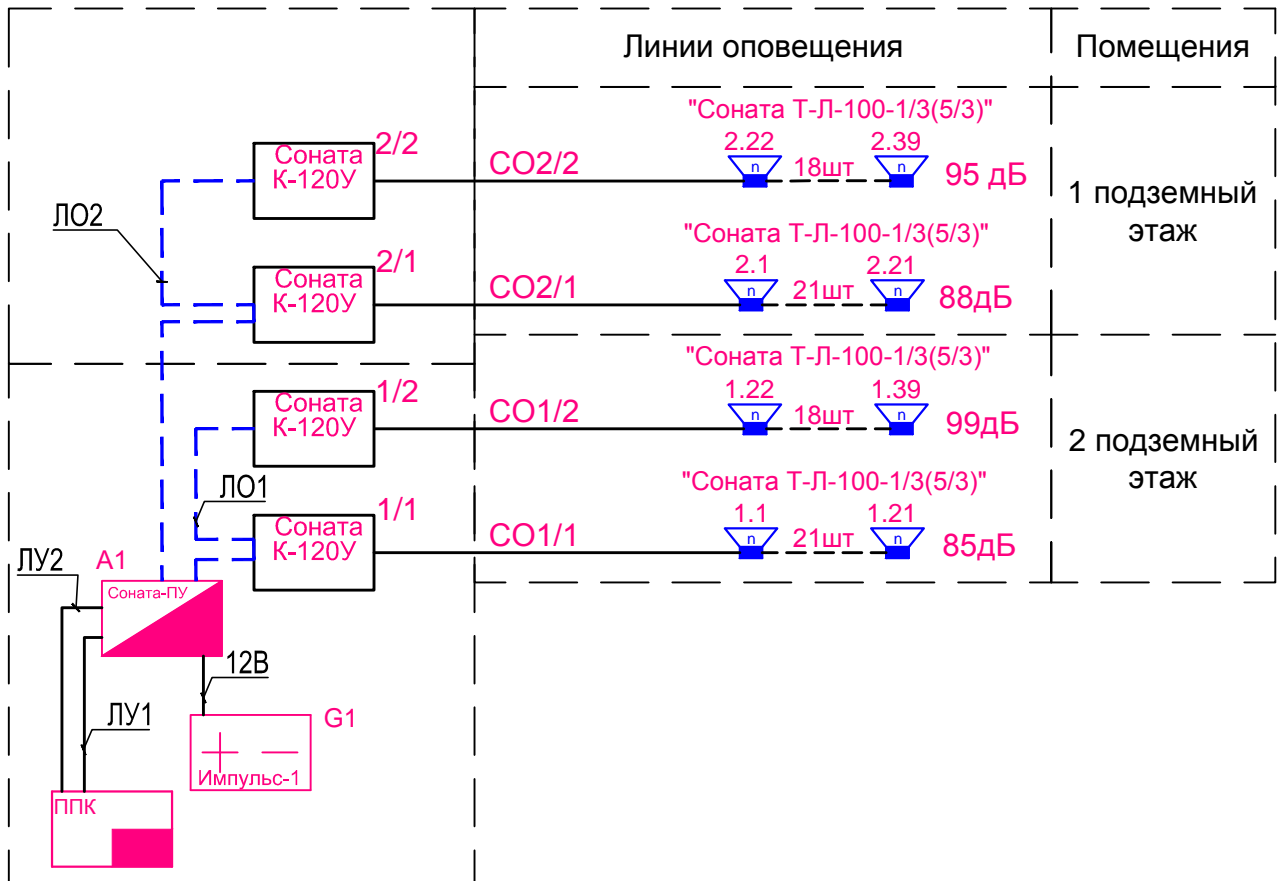 Линии оповещения
Помещения
"Соната Т-Л-100-1/3(5/3)"
Соната
К-120У
2/2
СО2/2
2.22
n
18шт
2.39
n
95 дБ
1 подземный
этаж
ЛО2
"Соната Т-Л-100-1/3(5/3)"
Соната
К-120У
2/1
СО2/1
2.1
n
21шт
2.21
n
88дБ
"Соната Т-Л-100-1/3(5/3)"
Соната
К-120У
1/2
СО1/2
1.22
n
18шт
1.39
n
99дБ
2 подземный
этаж
ЛО1
"Соната Т-Л-100-1/3(5/3)"
Соната
К-120У
1/1
СО1/1
1.1
n
21шт
1.21
n
85дБ
ЛУ2
А1
Соната-ПУ
12В
ЛУ1
G1
Импульс-1
ППК